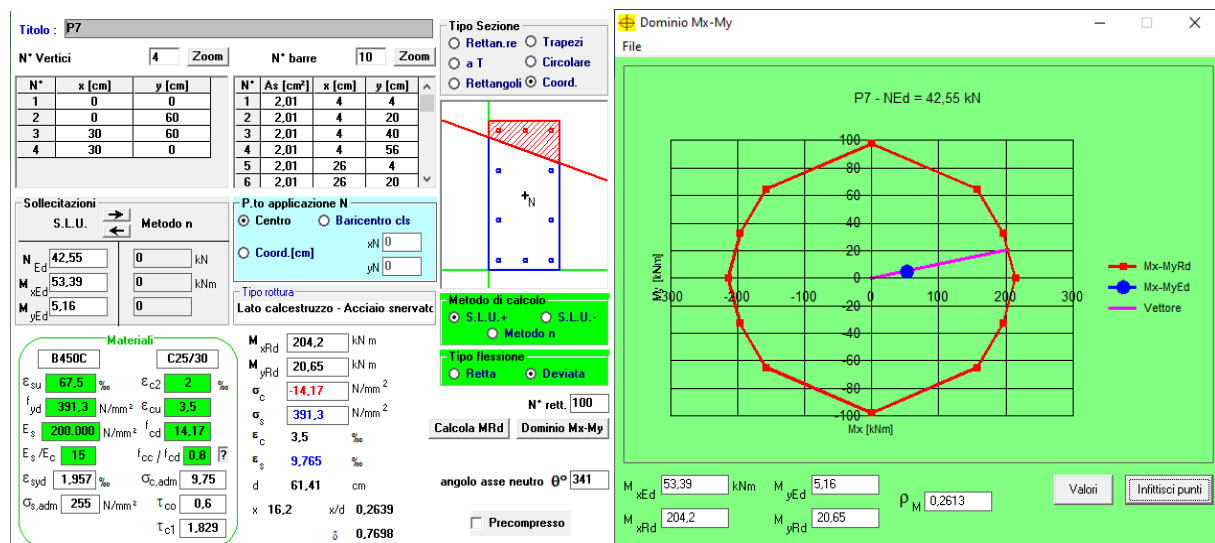 Titolo : P7
N° Vertici 4 Zoom N° barre 10 Zoom
N° x [cm] y [cm]
1 0 0
2 0 60
3 30 60
4 30 0
N° As [cm²] x [cm] y [cm]
1 2,01 4 4
2 2,01 4 20
3 2,01 4 40
4 2,01 4 56
5 2,01 26 4
6 2,01 26 20
Tipo Sezione
Rettan.re Trapezi
a T Circolare
Rettangoli Coord.
N
Sollecitazioni
S.L.U. Metodo n
N Ed 42,55 0 kN
M xEd 53,39 0 kNm
M yEd 5,16 0
P.to applicazione N
Centro Baricentro cls
Coord.[cm] xN 0
yN 0
Tipo rottura
Lato calcestruzzo - Acciaio snervato
Metodo di calcolo
S.L.U.+ S.L.U.-
Metodo n
Tipo flessione
Retta Deviata
N° rett. 100
Calcola MRd Dominio Mx-My
angolo asse neutro θ° 341
Precompresso
Materiali
B450C C25/30
εsu 67,5 ‰ εc2 2 ‰
fyd 391,3 N/mm² εcu 3,5
Es 200.000 N/mm² fcd 14,17
Es/Ec 15 fcc / fcd 0,8 ?
εsyd 1,957 ‰ σc,adm 9,75
σs,adm 255 N/mm² τco 0,6
τc1 1,829
M xRd 204,2 kN m
M yRd 20,65 kN m
σc -14,17 N/mm²
σs 391,3 N/mm²
εc 3,5 ‰
εs 9,765 ‰
d 61,41 cm
x 16,2 x/d 0,2639
δ 0,7698
Dominio Mx-My
File
P7 - NEd = 42,55 kN
100
80
60
40
20
0
-20
-40
-60
-80
-100
-300 -200 -100 0 100 200 300
My [kNm]
Mx [kNm]
Mx-MyRd
Mx-MyEd
Vettore
M xEd 53,39 kNm M yEd 5,16
M xRd 204,2 M yRd 20,65
ρM 0,2613
Valori Infittisci punti